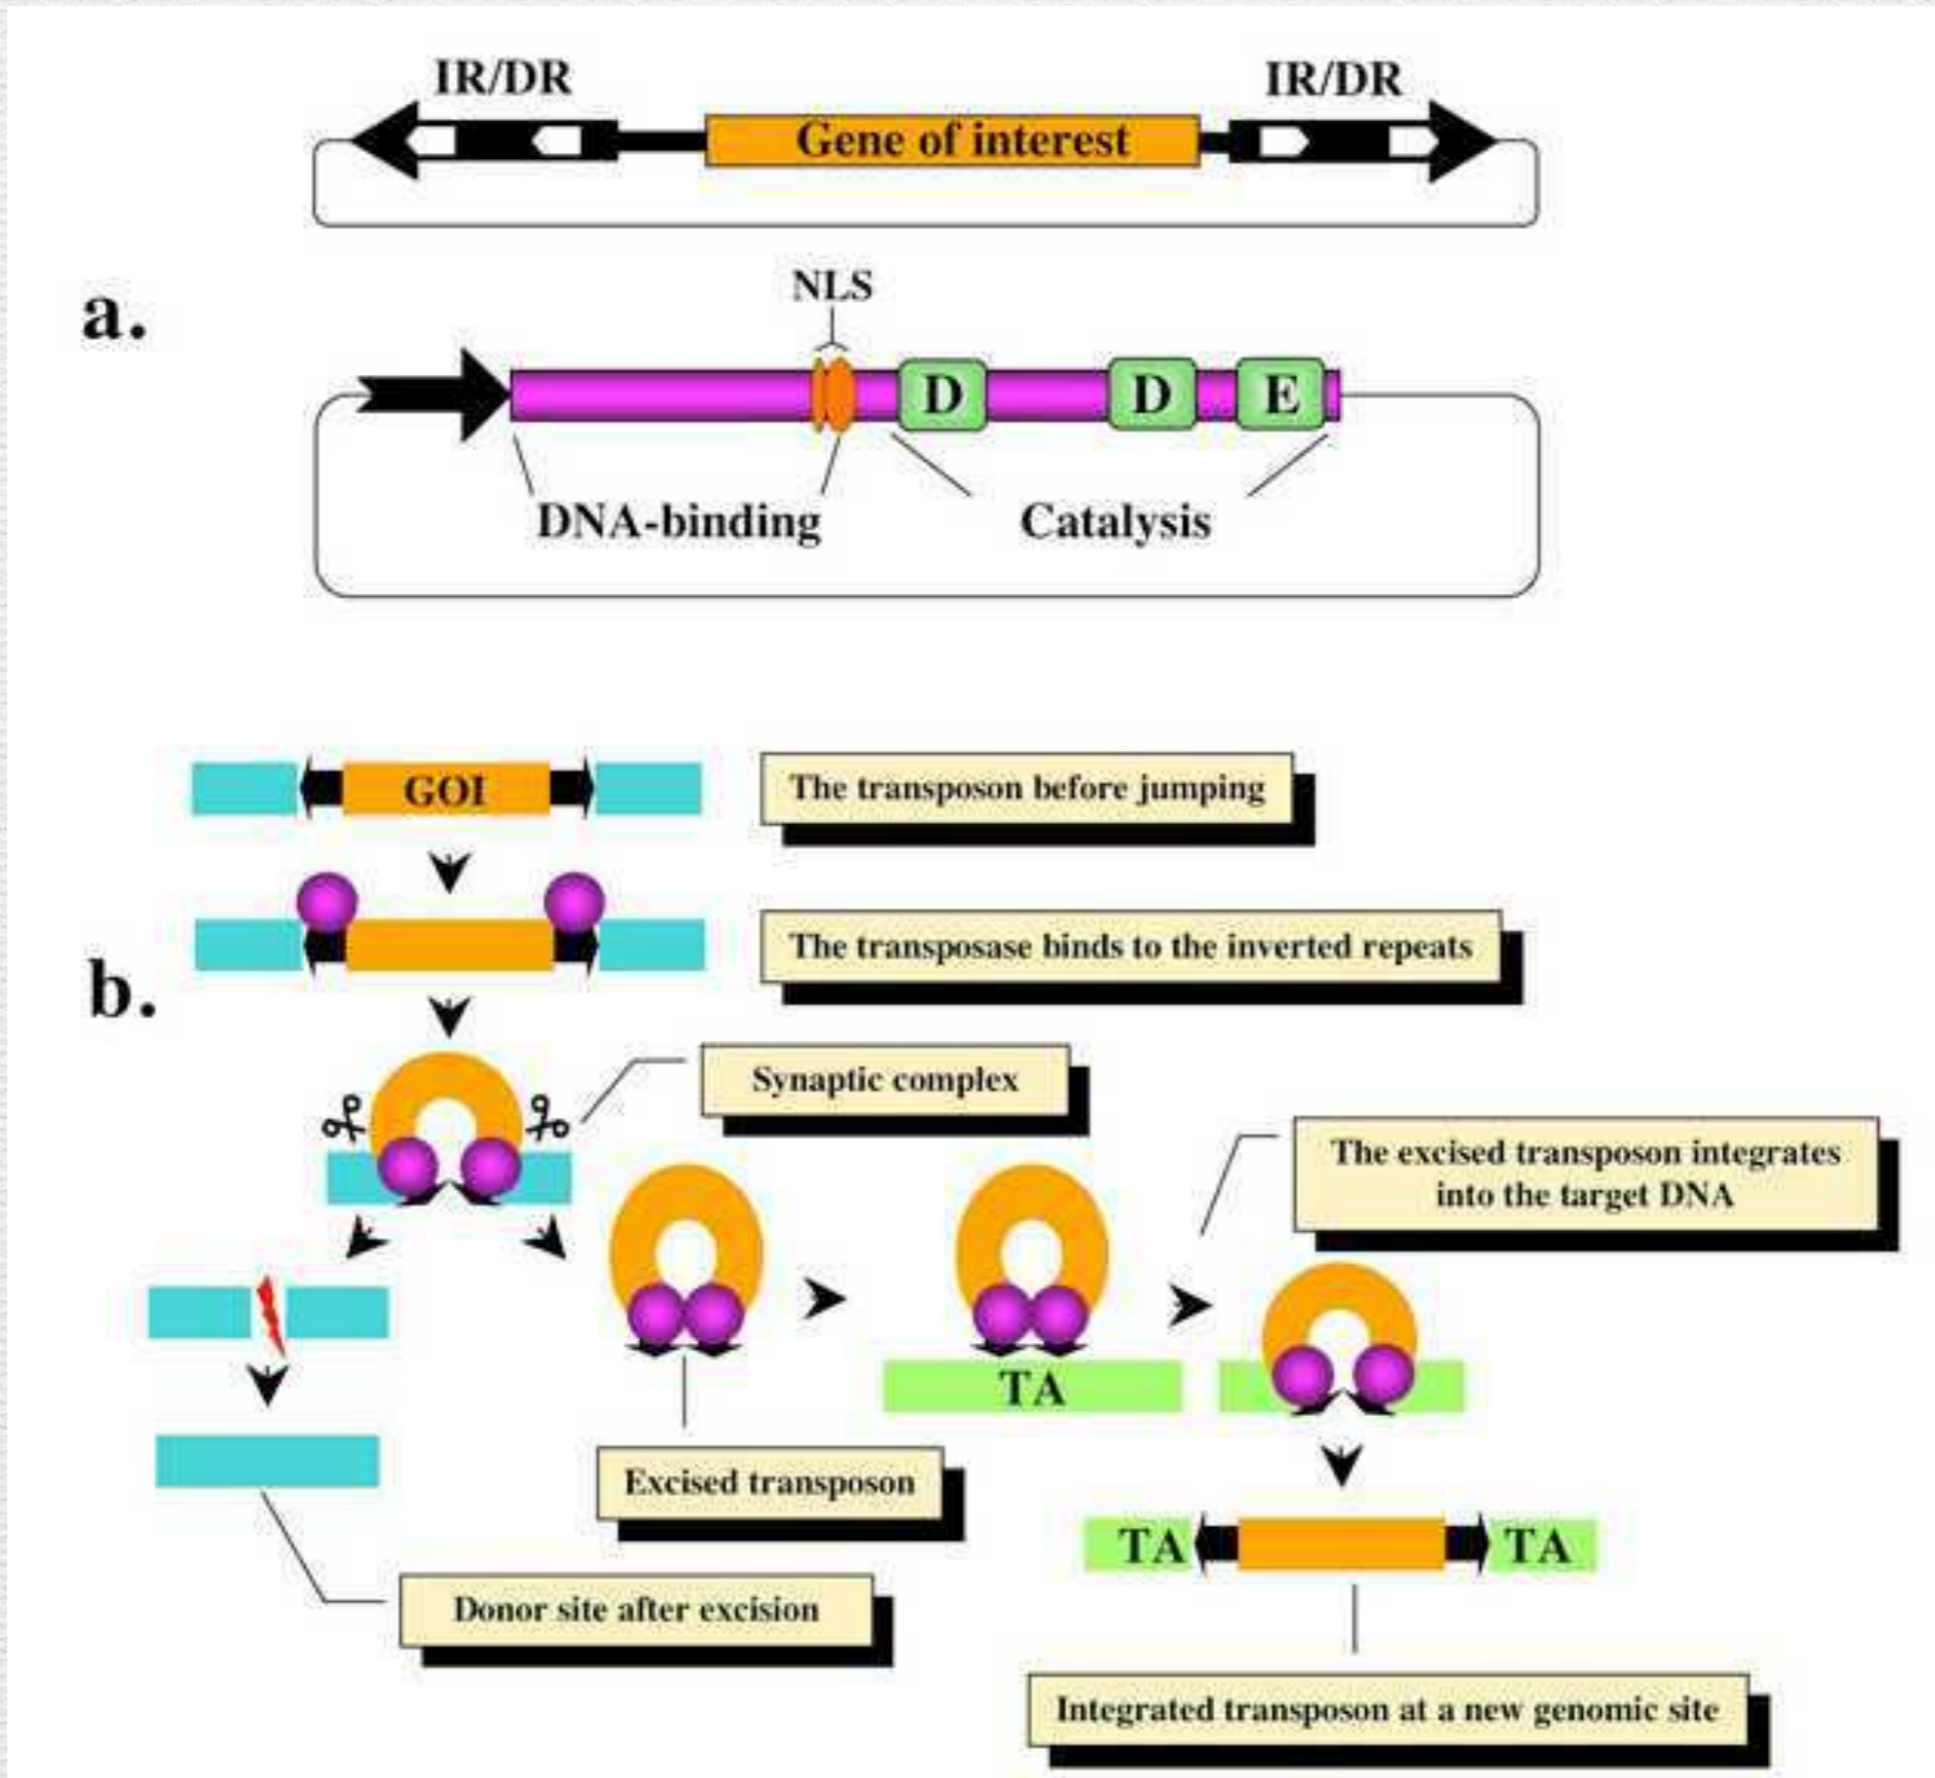 IR/DR IR/DR
Gene of interest
a.
NLS
D D E
DNA-binding Catalysis
b.
GOI
The transposon before jumping
The transposase binds to the inverted repeats
Synaptic complex
The excised transposon integrates
into the target DNA
TA
Excised transposon
TA TA
Donor site after excision
Integrated transposon at a new genomic site